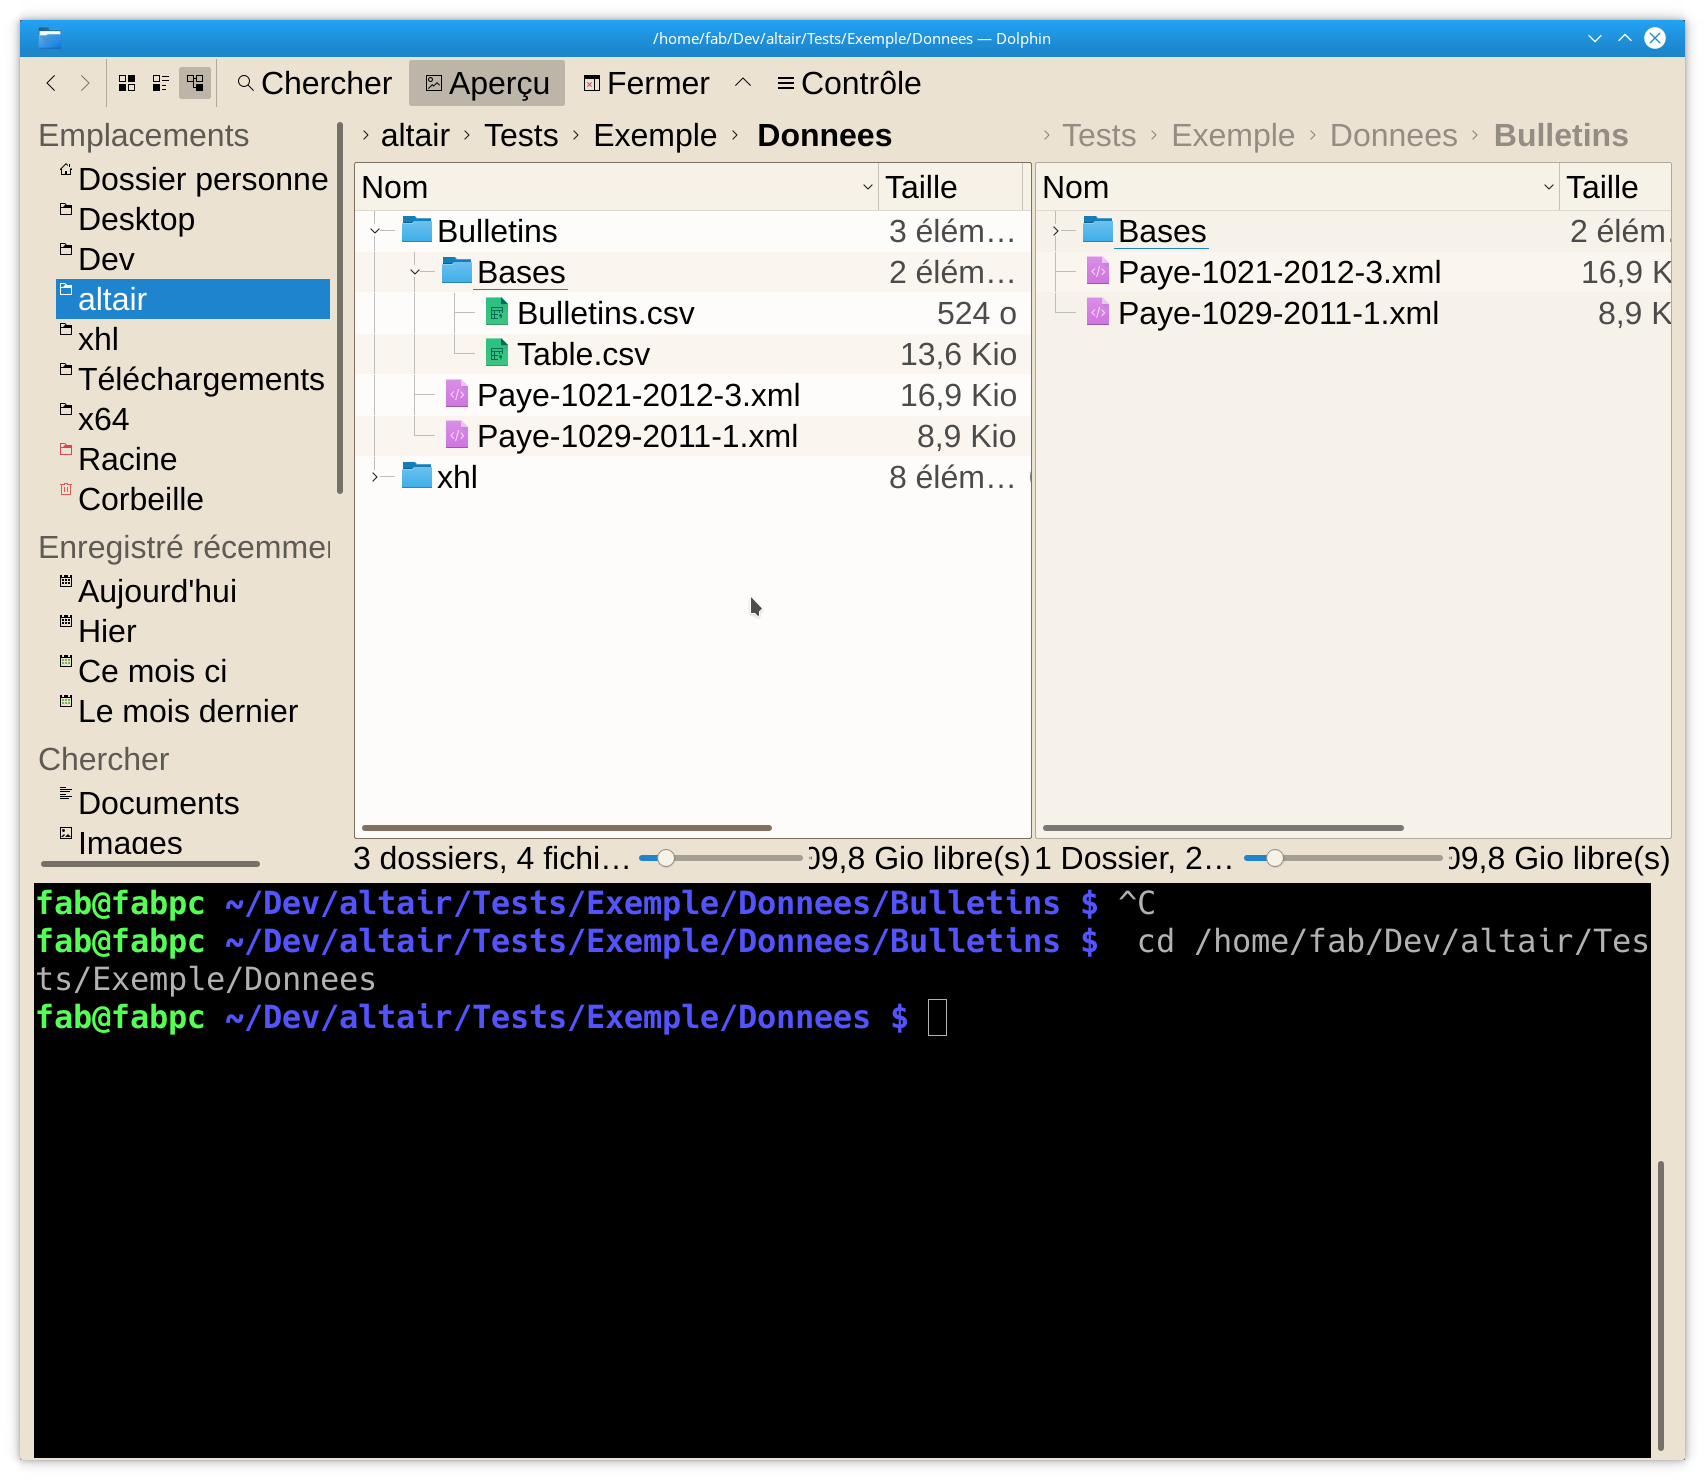 /home/fab/Dev/altair/Tests/Exemple/Donnees — Dolphin
Chercher Aperçu Fermer Contrôle
Emplacements
Dossier personne
Desktop
Dev
altair
xhl
Téléchargements
x64
Racine
Corbeille
Enregistré récemmen
Aujourd'hui
Hier
Ce mois ci
Le mois dernier
Chercher
Documents
Images
› altair › Tests › Exemple › Donnees
Nom Taille
Bulletins 3 élém…
Bases 2 élém…
Bulletins.csv 524 o
Table.csv 13,6 Kio
Paye-1021-2012-3.xml 16,9 Kio
Paye-1029-2011-1.xml 8,9 Kio
xhl 8 élém…
3 dossiers, 4 fichi… 09,8 Gio libre(s)
› Tests › Exemple › Donnees › Bulletins
Nom Taille
Bases 2 élém.
Paye-1021-2012-3.xml 16,9 K
Paye-1029-2011-1.xml 8,9 K
1 Dossier, 2… 09,8 Gio libre(s)
fab@fabpc ~/Dev/altair/Tests/Exemple/Donnees/Bulletins $ ^C
fab@fabpc ~/Dev/altair/Tests/Exemple/Donnees/Bulletins $  cd /home/fab/Dev/altair/Tes
ts/Exemple/Donnees
fab@fabpc ~/Dev/altair/Tests/Exemple/Donnees $